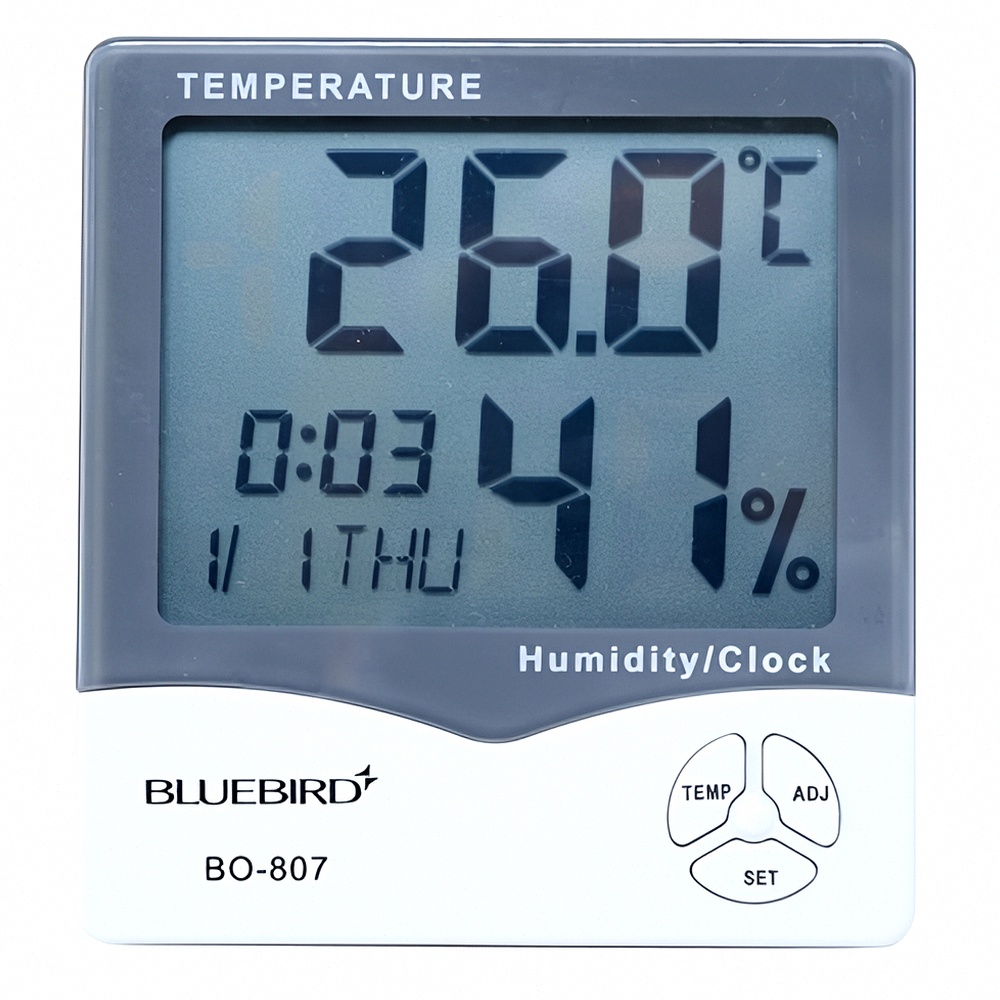 TEMPERATURE
26.0°C
0:03
41%
1/ 1THU
Humidity/Clock
TEMP
ADJ
BLUEBIRD
BO-807
SET